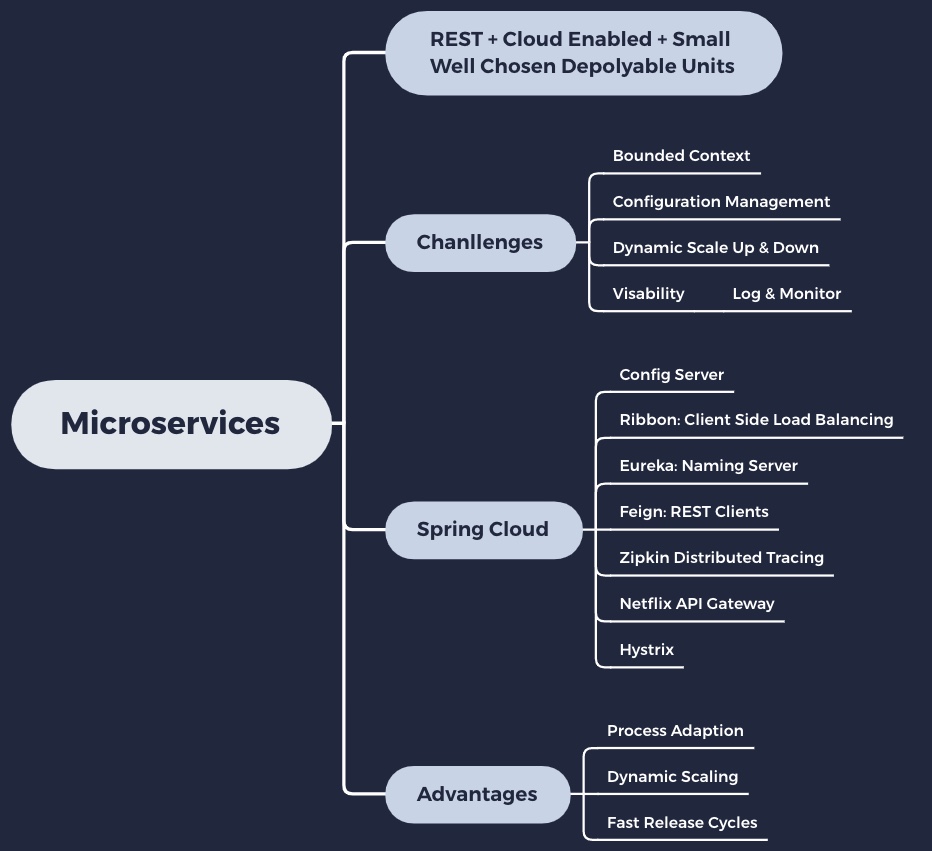 REST + Cloud Enabled + Small
Well Chosen Depolyable Units
Bounded Context
Configuration Management
Chanllenges
Dynamic Scale Up & Down
Visability Log & Monitor
Microservices
Config Server
Ribbon: Client Side Load Balancing
Eureka: Naming Server
Spring Cloud
Feign: REST Clients
Zipkin Distributed Tracing
Netflix API Gateway
Hystrix
Process Adaption
Advantages
Dynamic Scaling
Fast Release Cycles